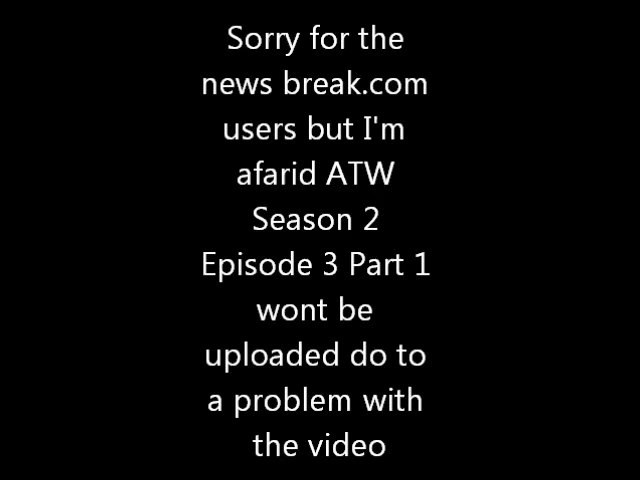 Sorry for the
news break.com
users but I'm
afarid ATW
Season 2
Episode 3 Part 1
wont be
uploaded do to
a problem with
the video